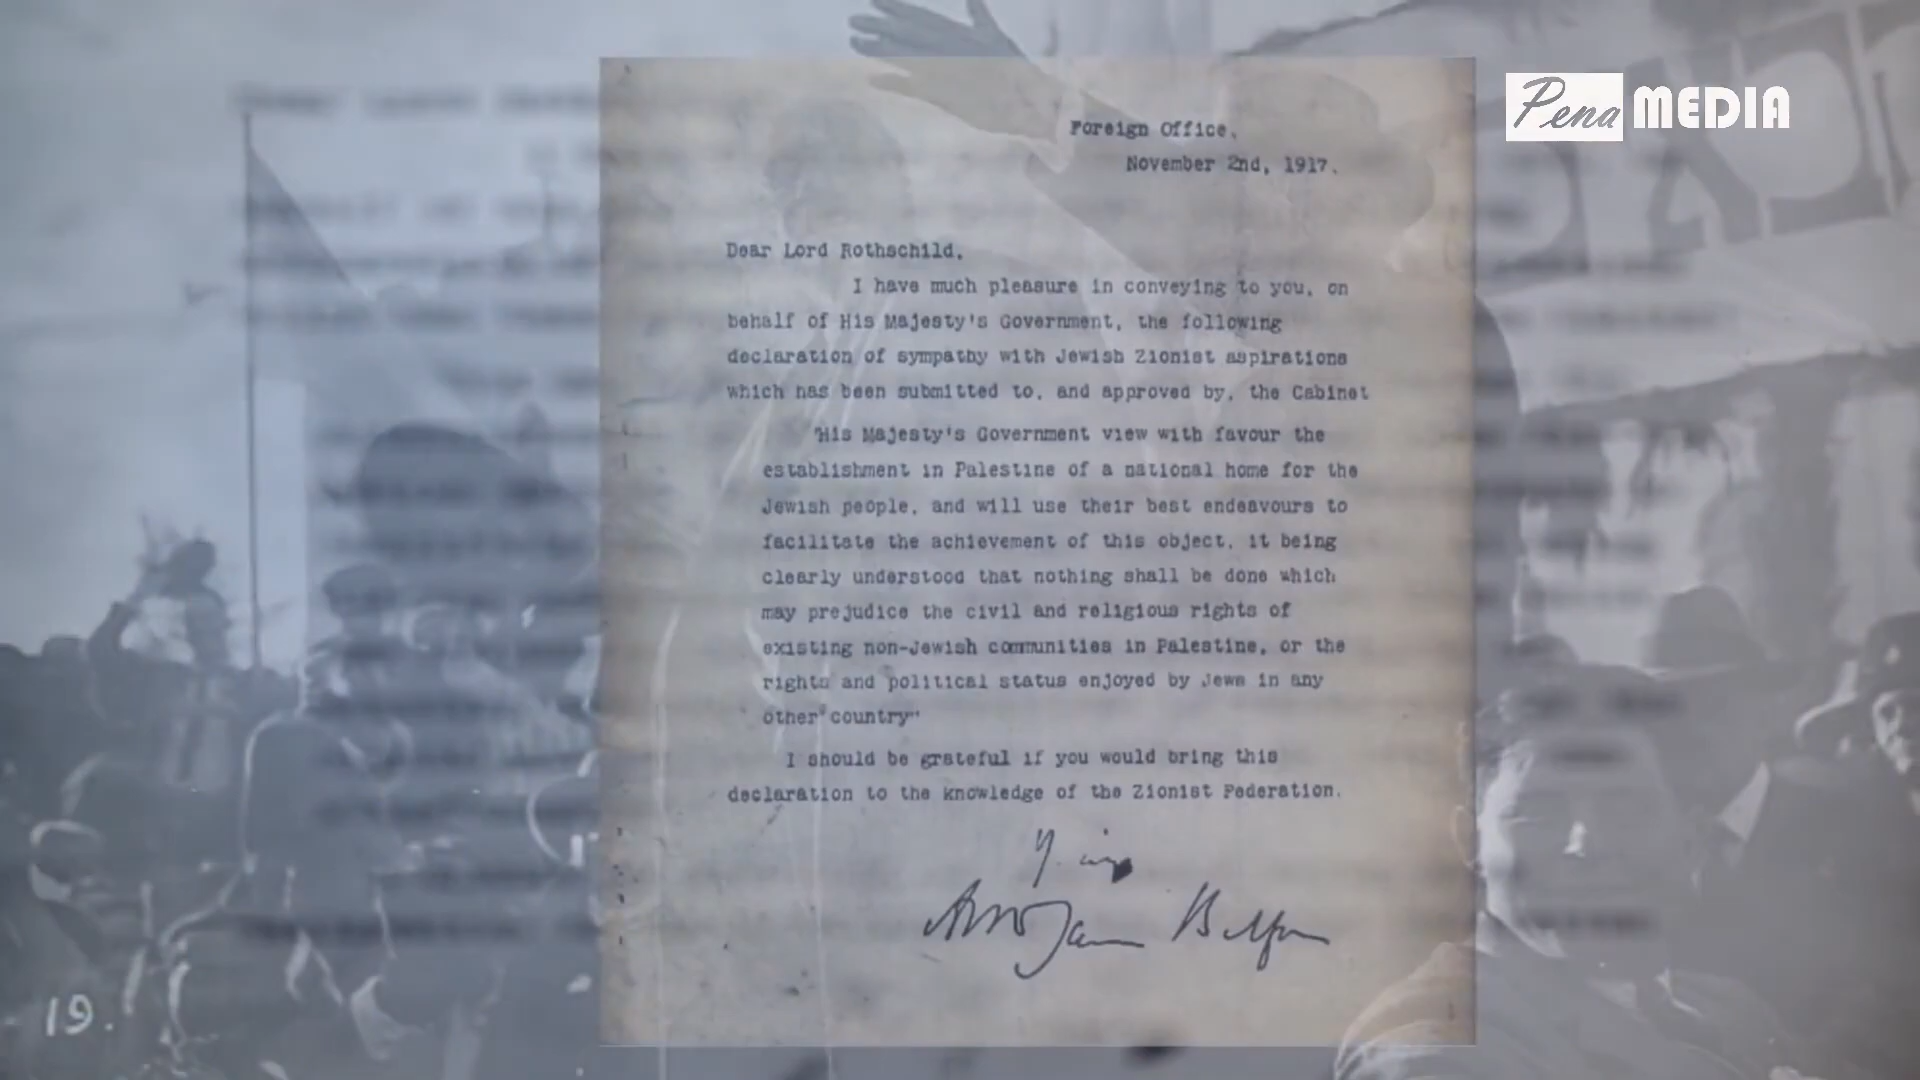 Pena MEDIA
Foreign Office,
November 2nd, 1917.
Dear Lord Rothschild,
I have much pleasure in conveying to you, on
behalf of His Majesty's Government, the following
declaration of sympathy with Jewish Zionist aspirations
which has been submitted to, and approved by, the Cabinet
"His Majesty's Government view with favour the
establishment in Palestine of a national home for the
Jewish people, and will use their best endeavours to
facilitate the achievement of this object, it being
clearly understood that nothing shall be done which
may prejudice the civil and religious rights of
existing non-Jewish communities in Palestine, or the
rights and political status enjoyed by Jews in any
other country"
I should be grateful if you would bring this
declaration to the knowledge of the Zionist Federation.
19.